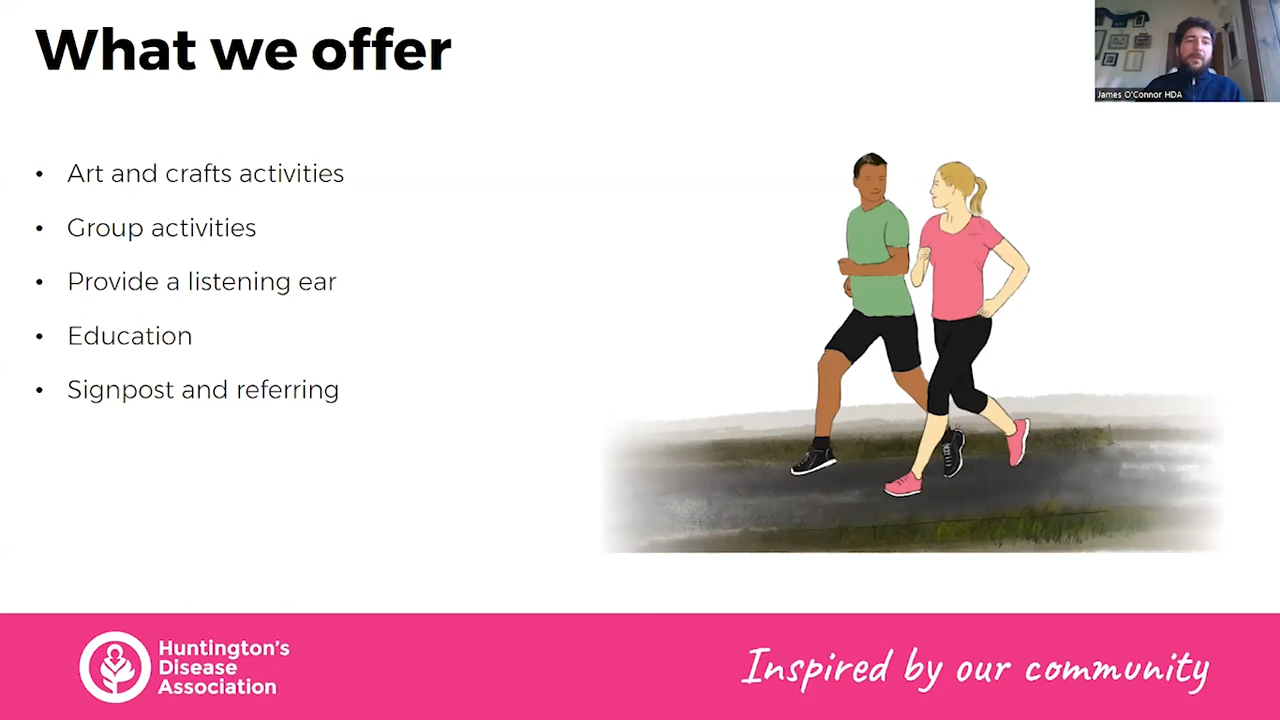 What we offer
James O'Connor HDA
• Art and crafts activities
• Group activities
• Provide a listening ear
• Education
• Signpost and referring
Huntington's
Disease
Association
Inspired by our community